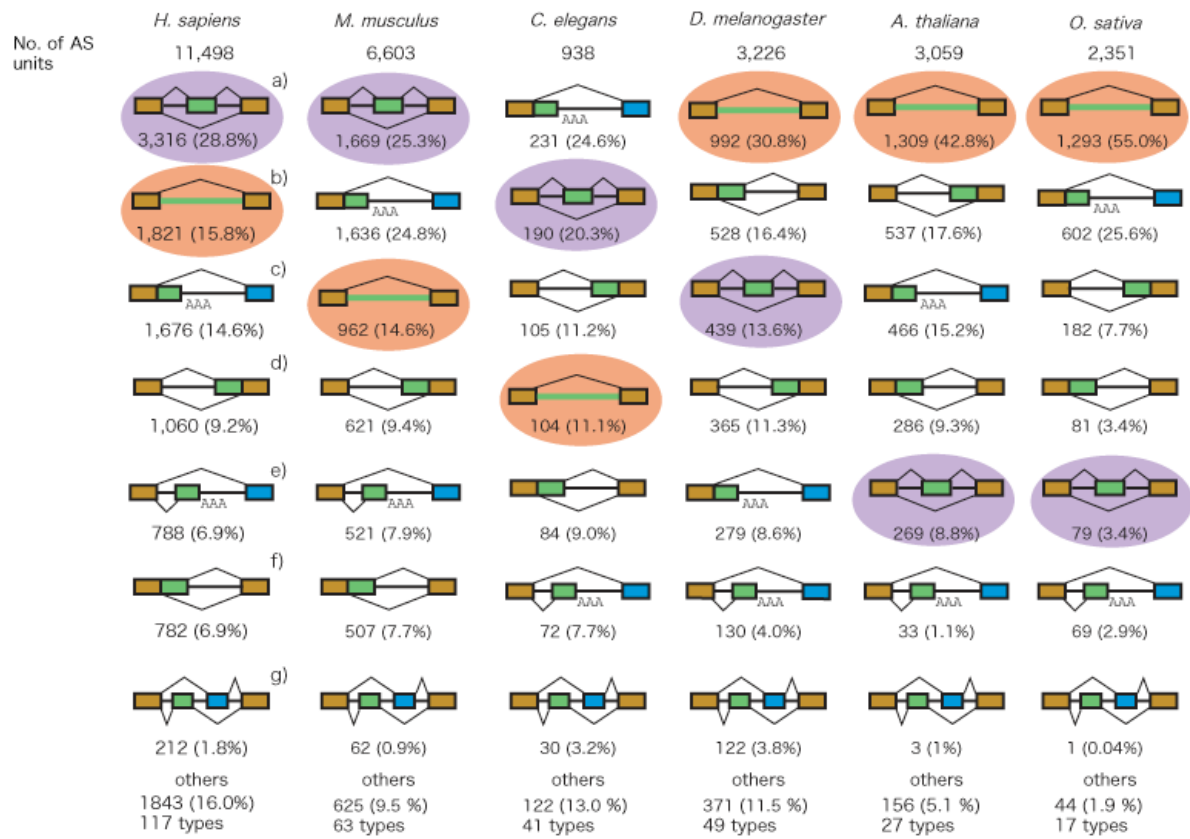 H. sapiens M. musculus C. elegans D. melanogaster A. thaliana O. sativa
No. of AS
units
11,498 6,603 938 3,226 3,059 2,351
a)
AAA
3,316 (28.8%) 1,669 (25.3%) 231 (24.6%) 992 (30.8%) 1,309 (42.8%) 1,293 (55.0%)
b)
AAA AAA
1,821 (15.8%) 1,636 (24.8%) 190 (20.3%) 528 (16.4%) 537 (17.6%) 602 (25.6%)
c)
AAA AAA
1,676 (14.6%) 962 (14.6%) 105 (11.2%) 439 (13.6%) 466 (15.2%) 182 (7.7%)
d)
1,060 (9.2%) 621 (9.4%) 104 (11.1%) 365 (11.3%) 286 (9.3%) 81 (3.4%)
e)
AAA AAA AAA
788 (6.9%) 521 (7.9%) 84 (9.0%) 279 (8.6%) 269 (8.8%) 79 (3.4%)
f)
AAA AAA AAA AAA
782 (6.9%) 507 (7.7%) 72 (7.7%) 130 (4.0%) 33 (1.1%) 69 (2.9%)
g)
212 (1.8%) 62 (0.9%) 30 (3.2%) 122 (3.8%) 3 (1%) 1 (0.04%)
others others others others others others
1843 (16.0%) 625 (9.5 %) 122 (13.0 %) 371 (11.5 %) 156 (5.1 %) 44 (1.9 %)
117 types 63 types 41 types 49 types 27 types 17 types